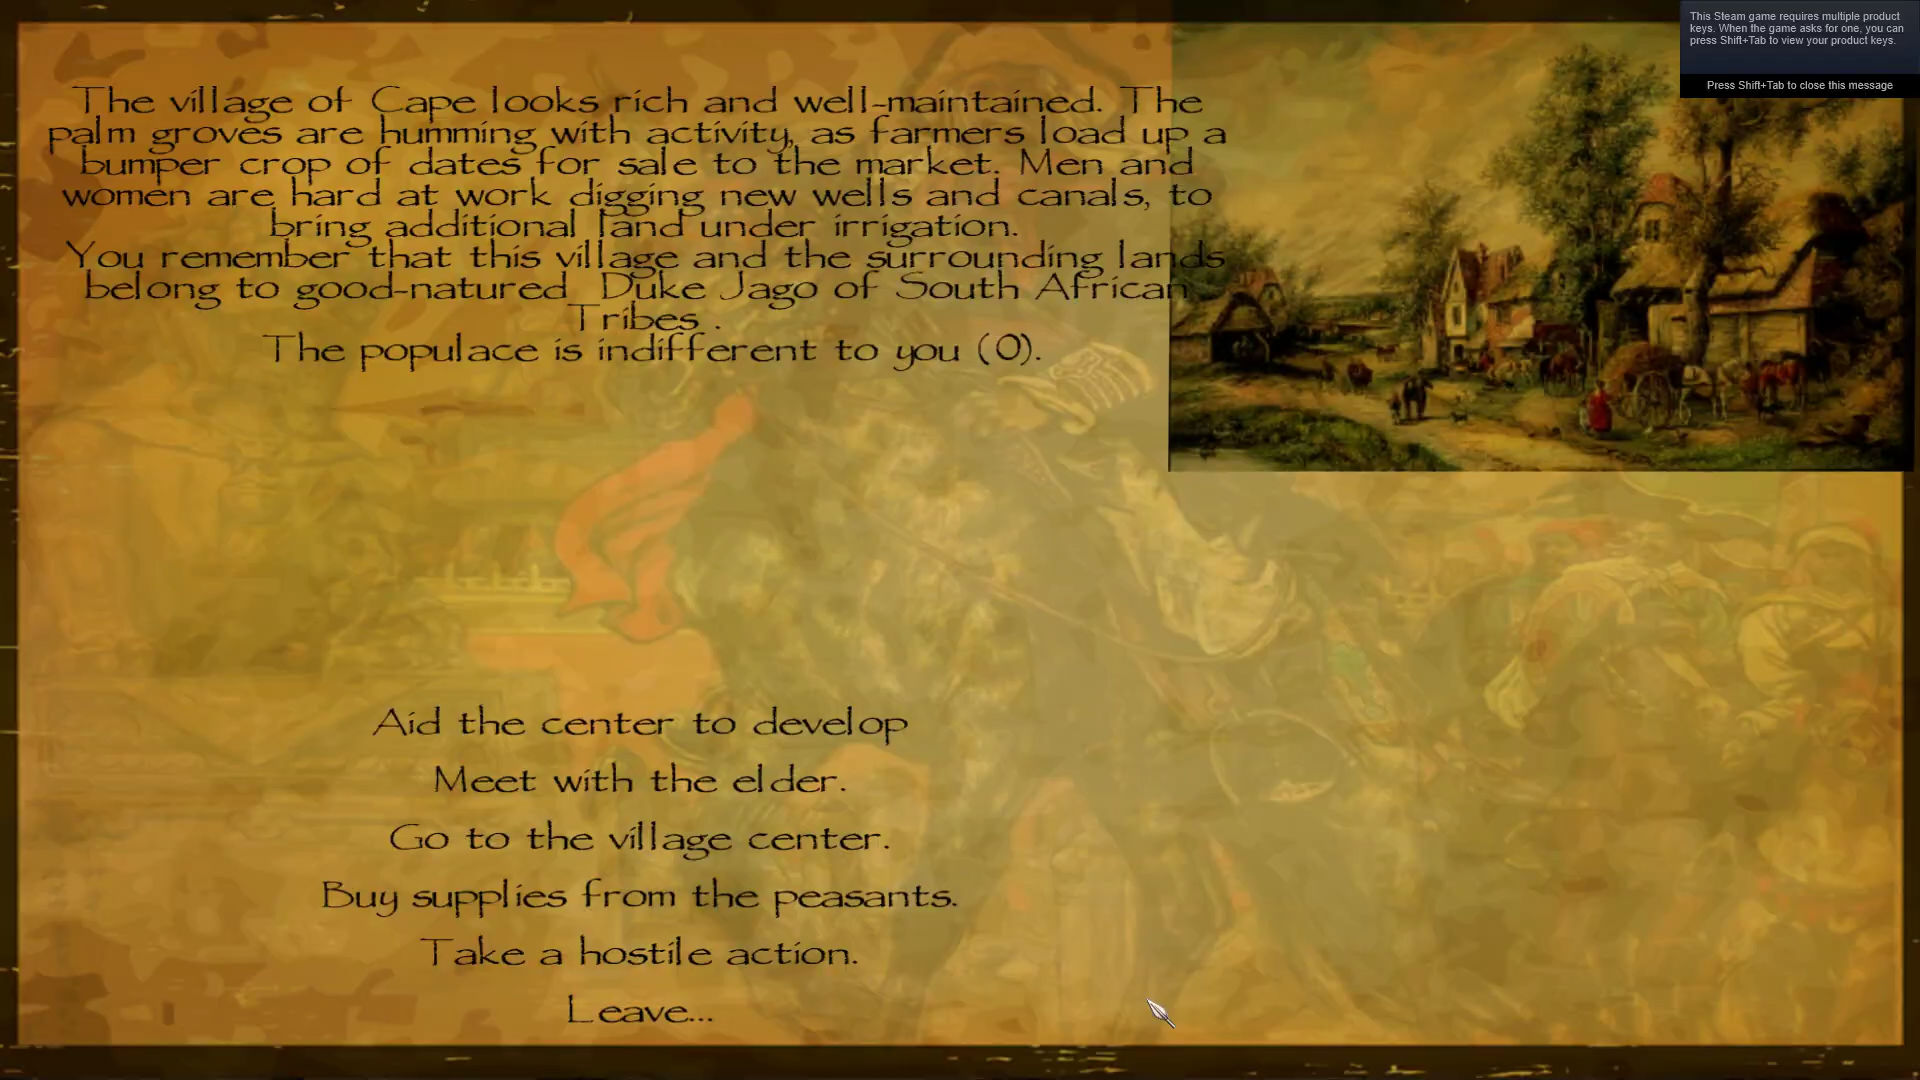 This Steam game requires multiple product
keys. When the game asks for one, you can
press Shift+Tab to view your product keys.
Press Shift+Tab to close this message
The village of Cape looks rich and well-maintained. The
palm groves are humming with activity, as farmers load up a
bumper crop of dates for sale to the market. Men and
women are hard at work digging new wells and canals, to
bring additional land under irrigation.
You remember that this village and the surrounding lands
belong to good-natured Duke Jago of South African
Tribes .
The populace is indifferent to you (0).
Aid the center to develop
Meet with the elder.
Go to the village center.
Buy supplies from the peasants.
Take a hostile action.
Leave...